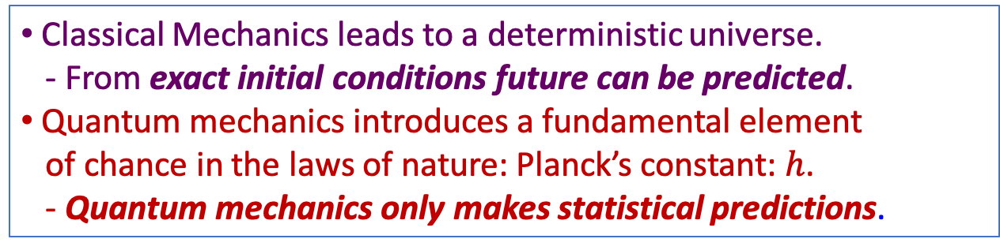 • Classical Mechanics leads to a deterministic universe.
- From exact initial conditions future can be predicted.
• Quantum mechanics introduces a fundamental element
of chance in the laws of nature: Planck’s constant: h.
- Quantum mechanics only makes statistical predictions.